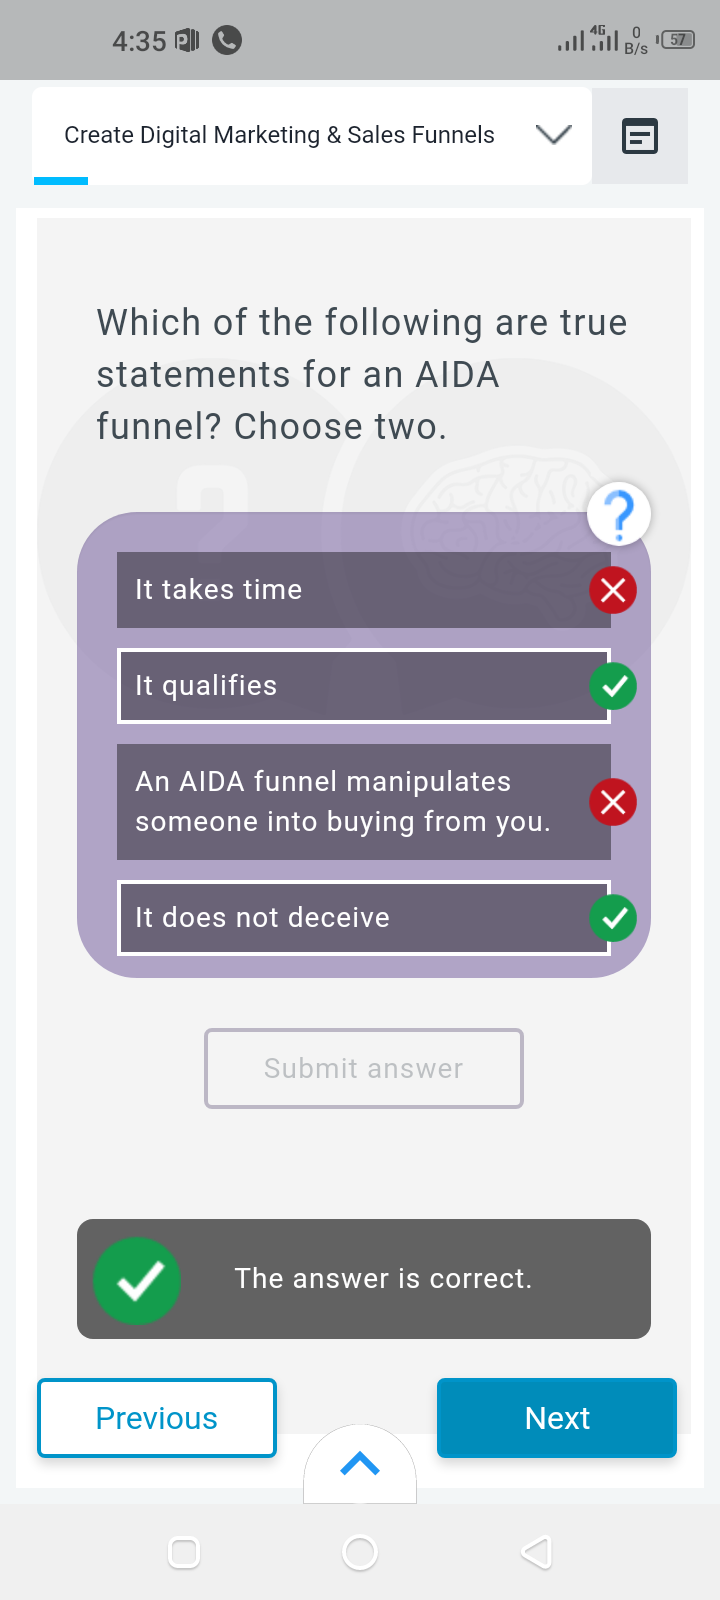 4:35
4G
0
B/s
57
Create Digital Marketing & Sales Funnels
Which of the following are true
statements for an AIDA
funnel? Choose two.
?
It takes time
It qualifies
An AIDA funnel manipulates
someone into buying from you.
It does not deceive
Submit answer
The answer is correct.
Previous
Next